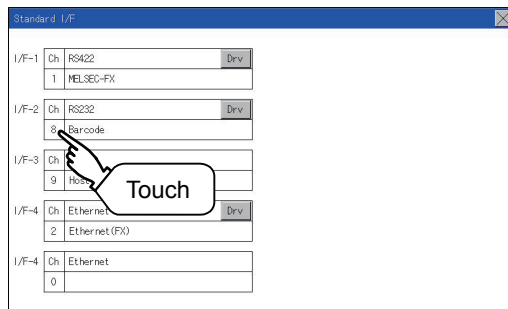 Standard I/F
I/F-1 Ch RS422 Drv
1 MELSEC-FX
I/F-2 Ch RS232 Drv
8 Barcode
I/F-3 Ch
9 Host
Touch
I/F-4 Ch Ethernet Drv
2 Ethernet(FX)
I/F-4 Ch Ethernet
0